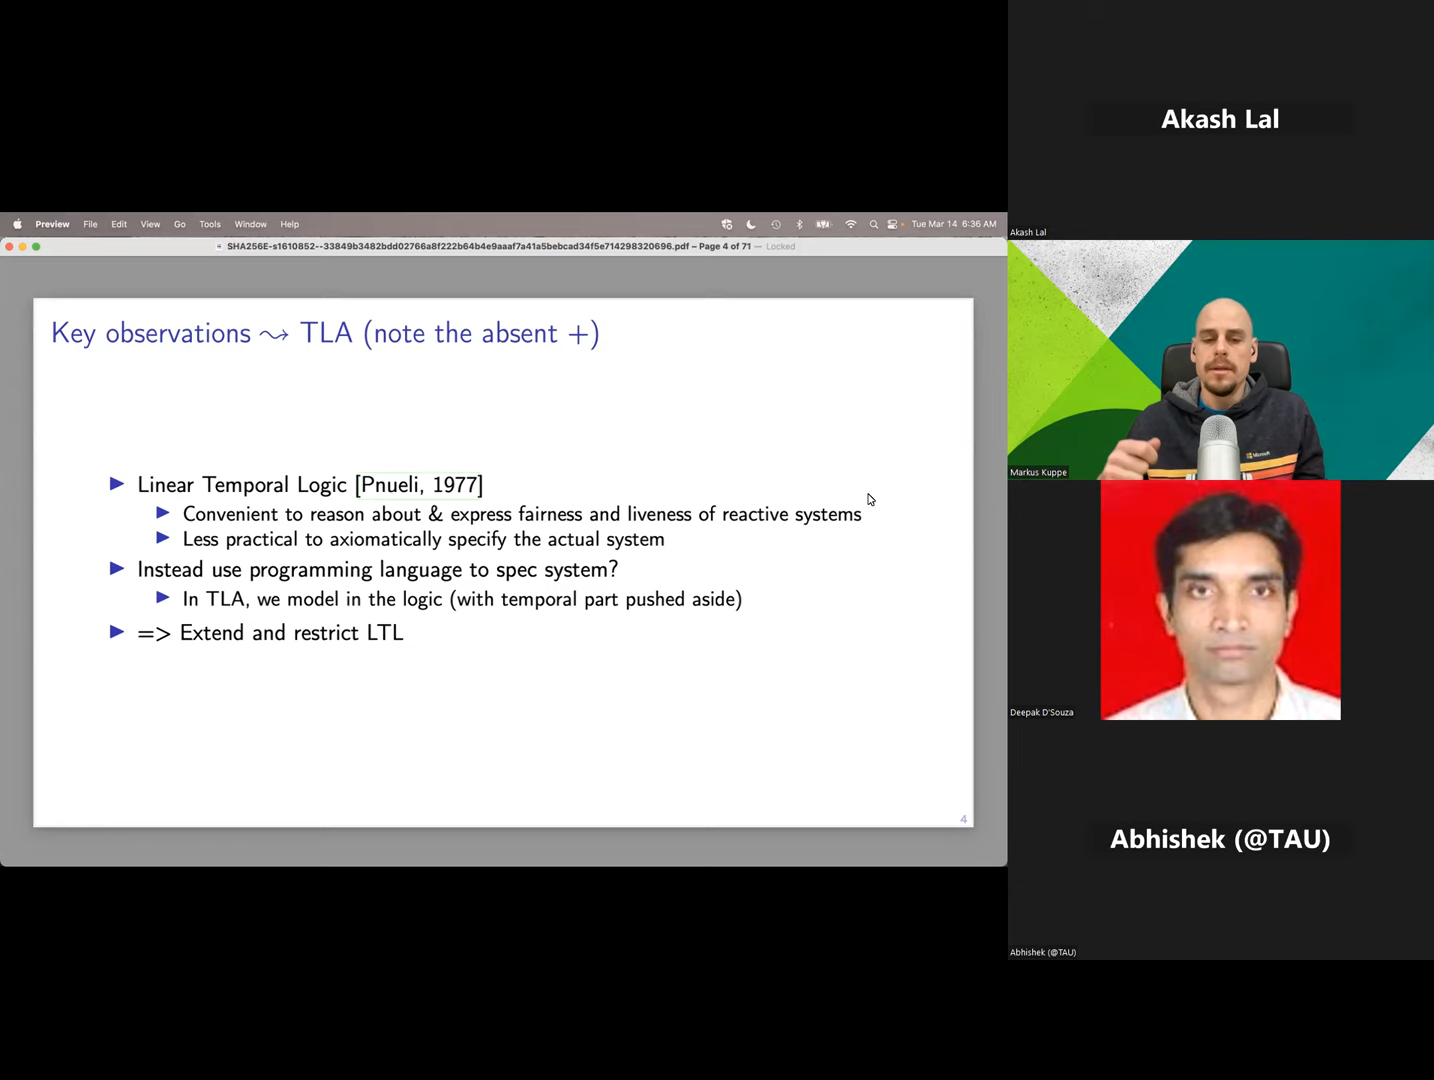 Akash Lal
Akash Lal
Preview File Edit View Go Tools Window Help Tue Mar 14 6:36 AM
SHA256E-s1610852--33849b3482bdd02766a8f222b64b4e9aaaf7a41a5bebcad34f5e714298320696.pdf – Page 4 of 71 — Locked
Key observations ⤳ TLA (note the absent +)
▶ Linear Temporal Logic [Pnueli, 1977]
▶ Convenient to reason about & express fairness and liveness of reactive systems
▶ Less practical to axiomatically specify the actual system
▶ Instead use programming language to spec system?
▶ In TLA, we model in the logic (with temporal part pushed aside)
▶ => Extend and restrict LTL
4
Microsoft
Markus Kuppe
Deepak D'Souza
Abhishek (@TAU)
Abhishek (@TAU)